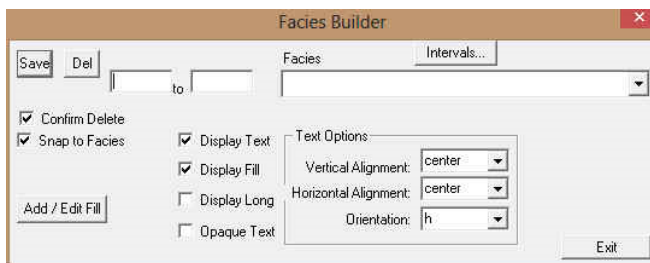 Facies Builder
Save Del to Facies Intervals...
Confirm Delete
Snap to Facies
Display Text
Display Fill
Display Long
Opaque Text
Text Options
Vertical Alignment: center
Horizontal Alignment: center
Orientation: h
Add / Edit Fill
Exit